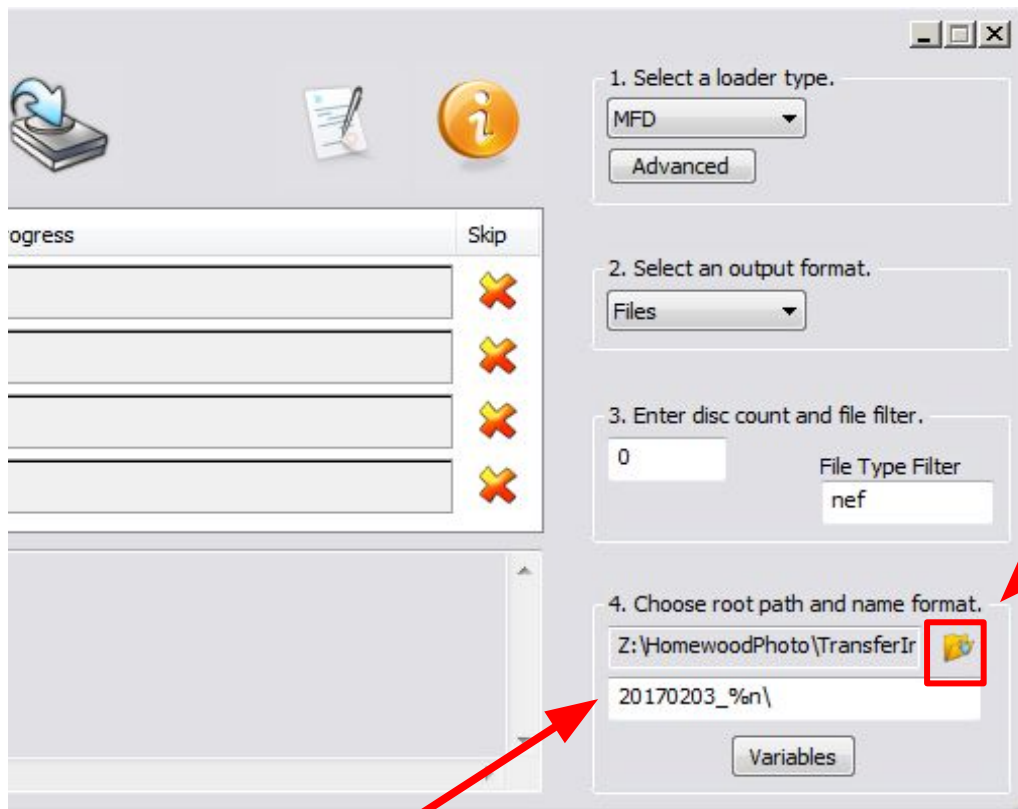 1. Select a loader type.
MFD
Advanced
ogress
Skip
2. Select an output format.
Files
3. Enter disc count and file filter.
0
File Type Filter
nef
4. Choose root path and name format.
Z:\HomewoodPhoto\TransferIr
20170203_%n\
Variables